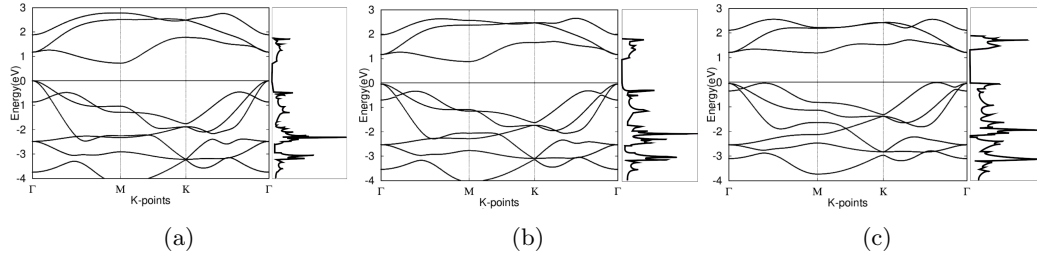 3
2
1
0
-1
-2
-3
-4
Energy(eV)
Γ
M
K
Γ
K-points
(a)
3
2
1
0
-1
-2
-3
-4
Energy(eV)
Γ
M
K
Γ
K-points
(b)
3
2
1
0
-1
-2
-3
-4
Energy(eV)
Γ
M
K
Γ
K-points
(c)